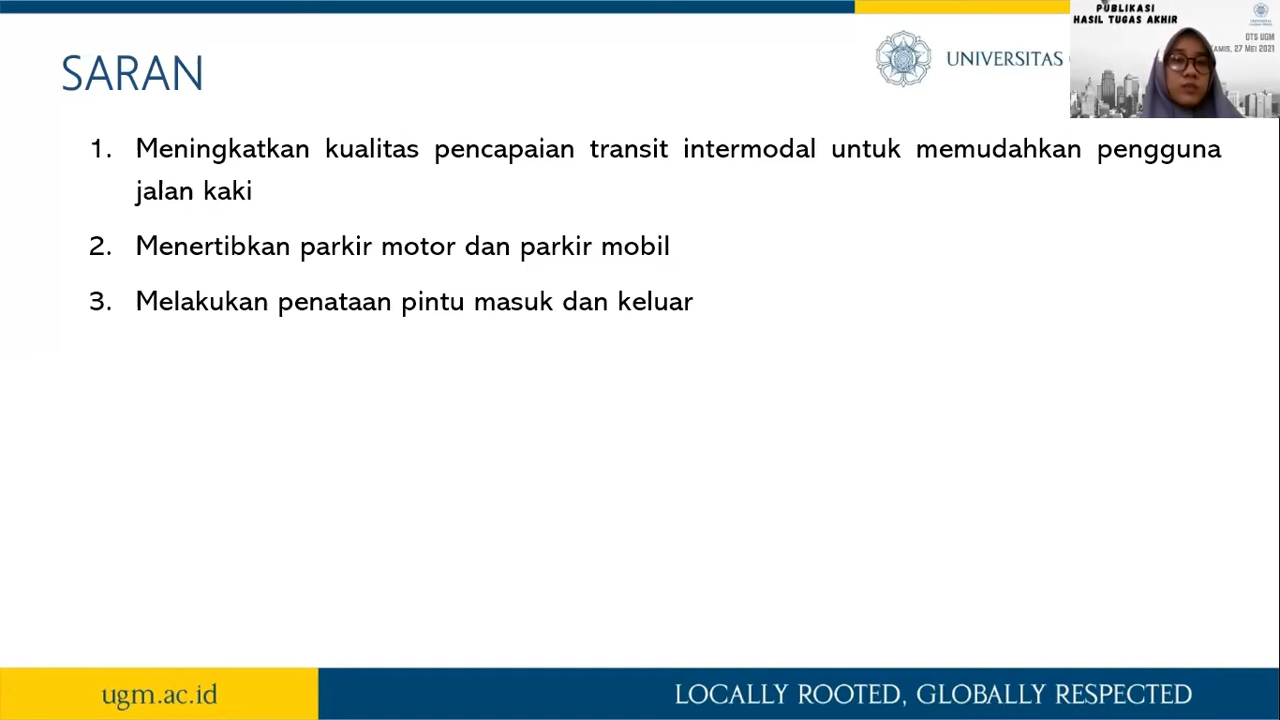 SARAN
UNIVERSITAS
PUBLIKASI
HASIL TUGAS AKHIR
DTS UGM
KAMIS, 27 MEI 2021
1. Meningkatkan kualitas pencapaian transit intermodal untuk memudahkan pengguna
jalan kaki
2. Menertibkan parkir motor dan parkir mobil
3. Melakukan penataan pintu masuk dan keluar
ugm.ac.id
LOCALLY ROOTED, GLOBALLY RESPECTED